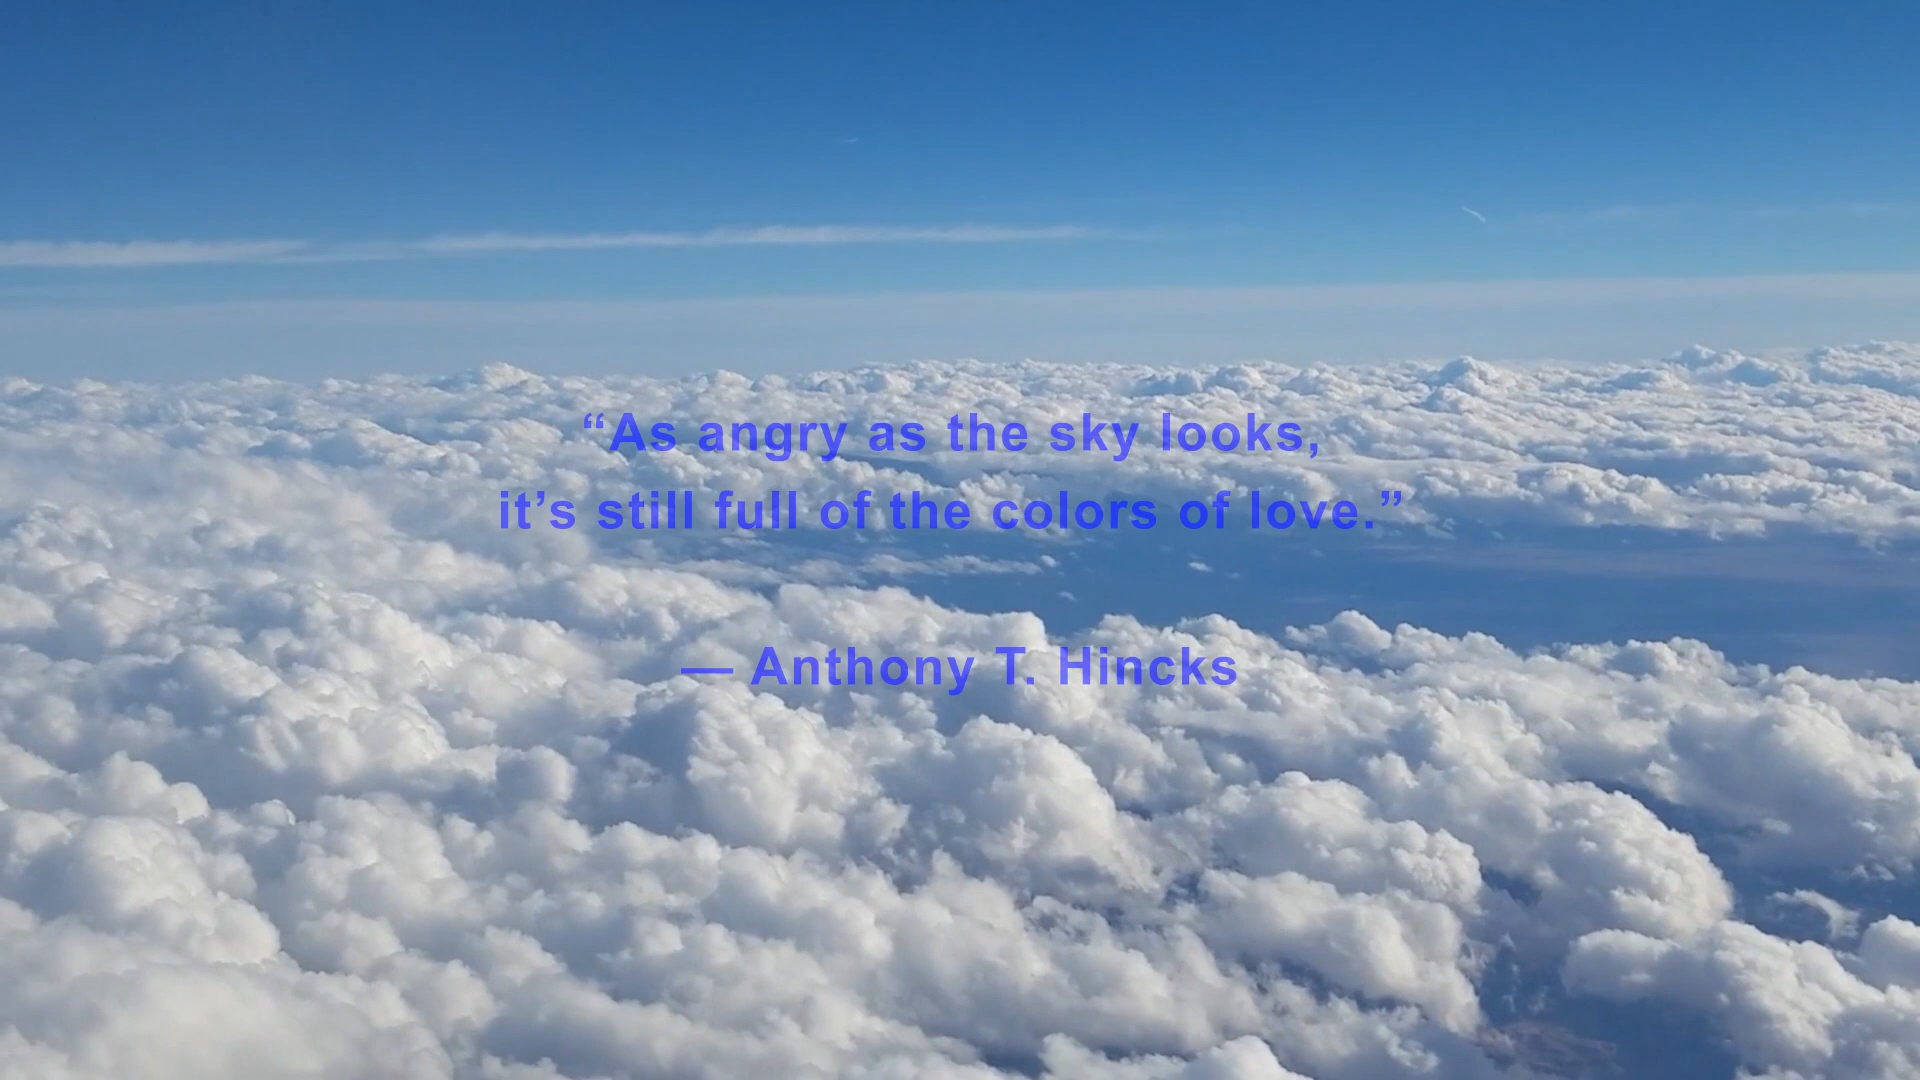 “As angry as the sky looks,
it’s still full of the colors of love.”
— Anthony T. Hincks